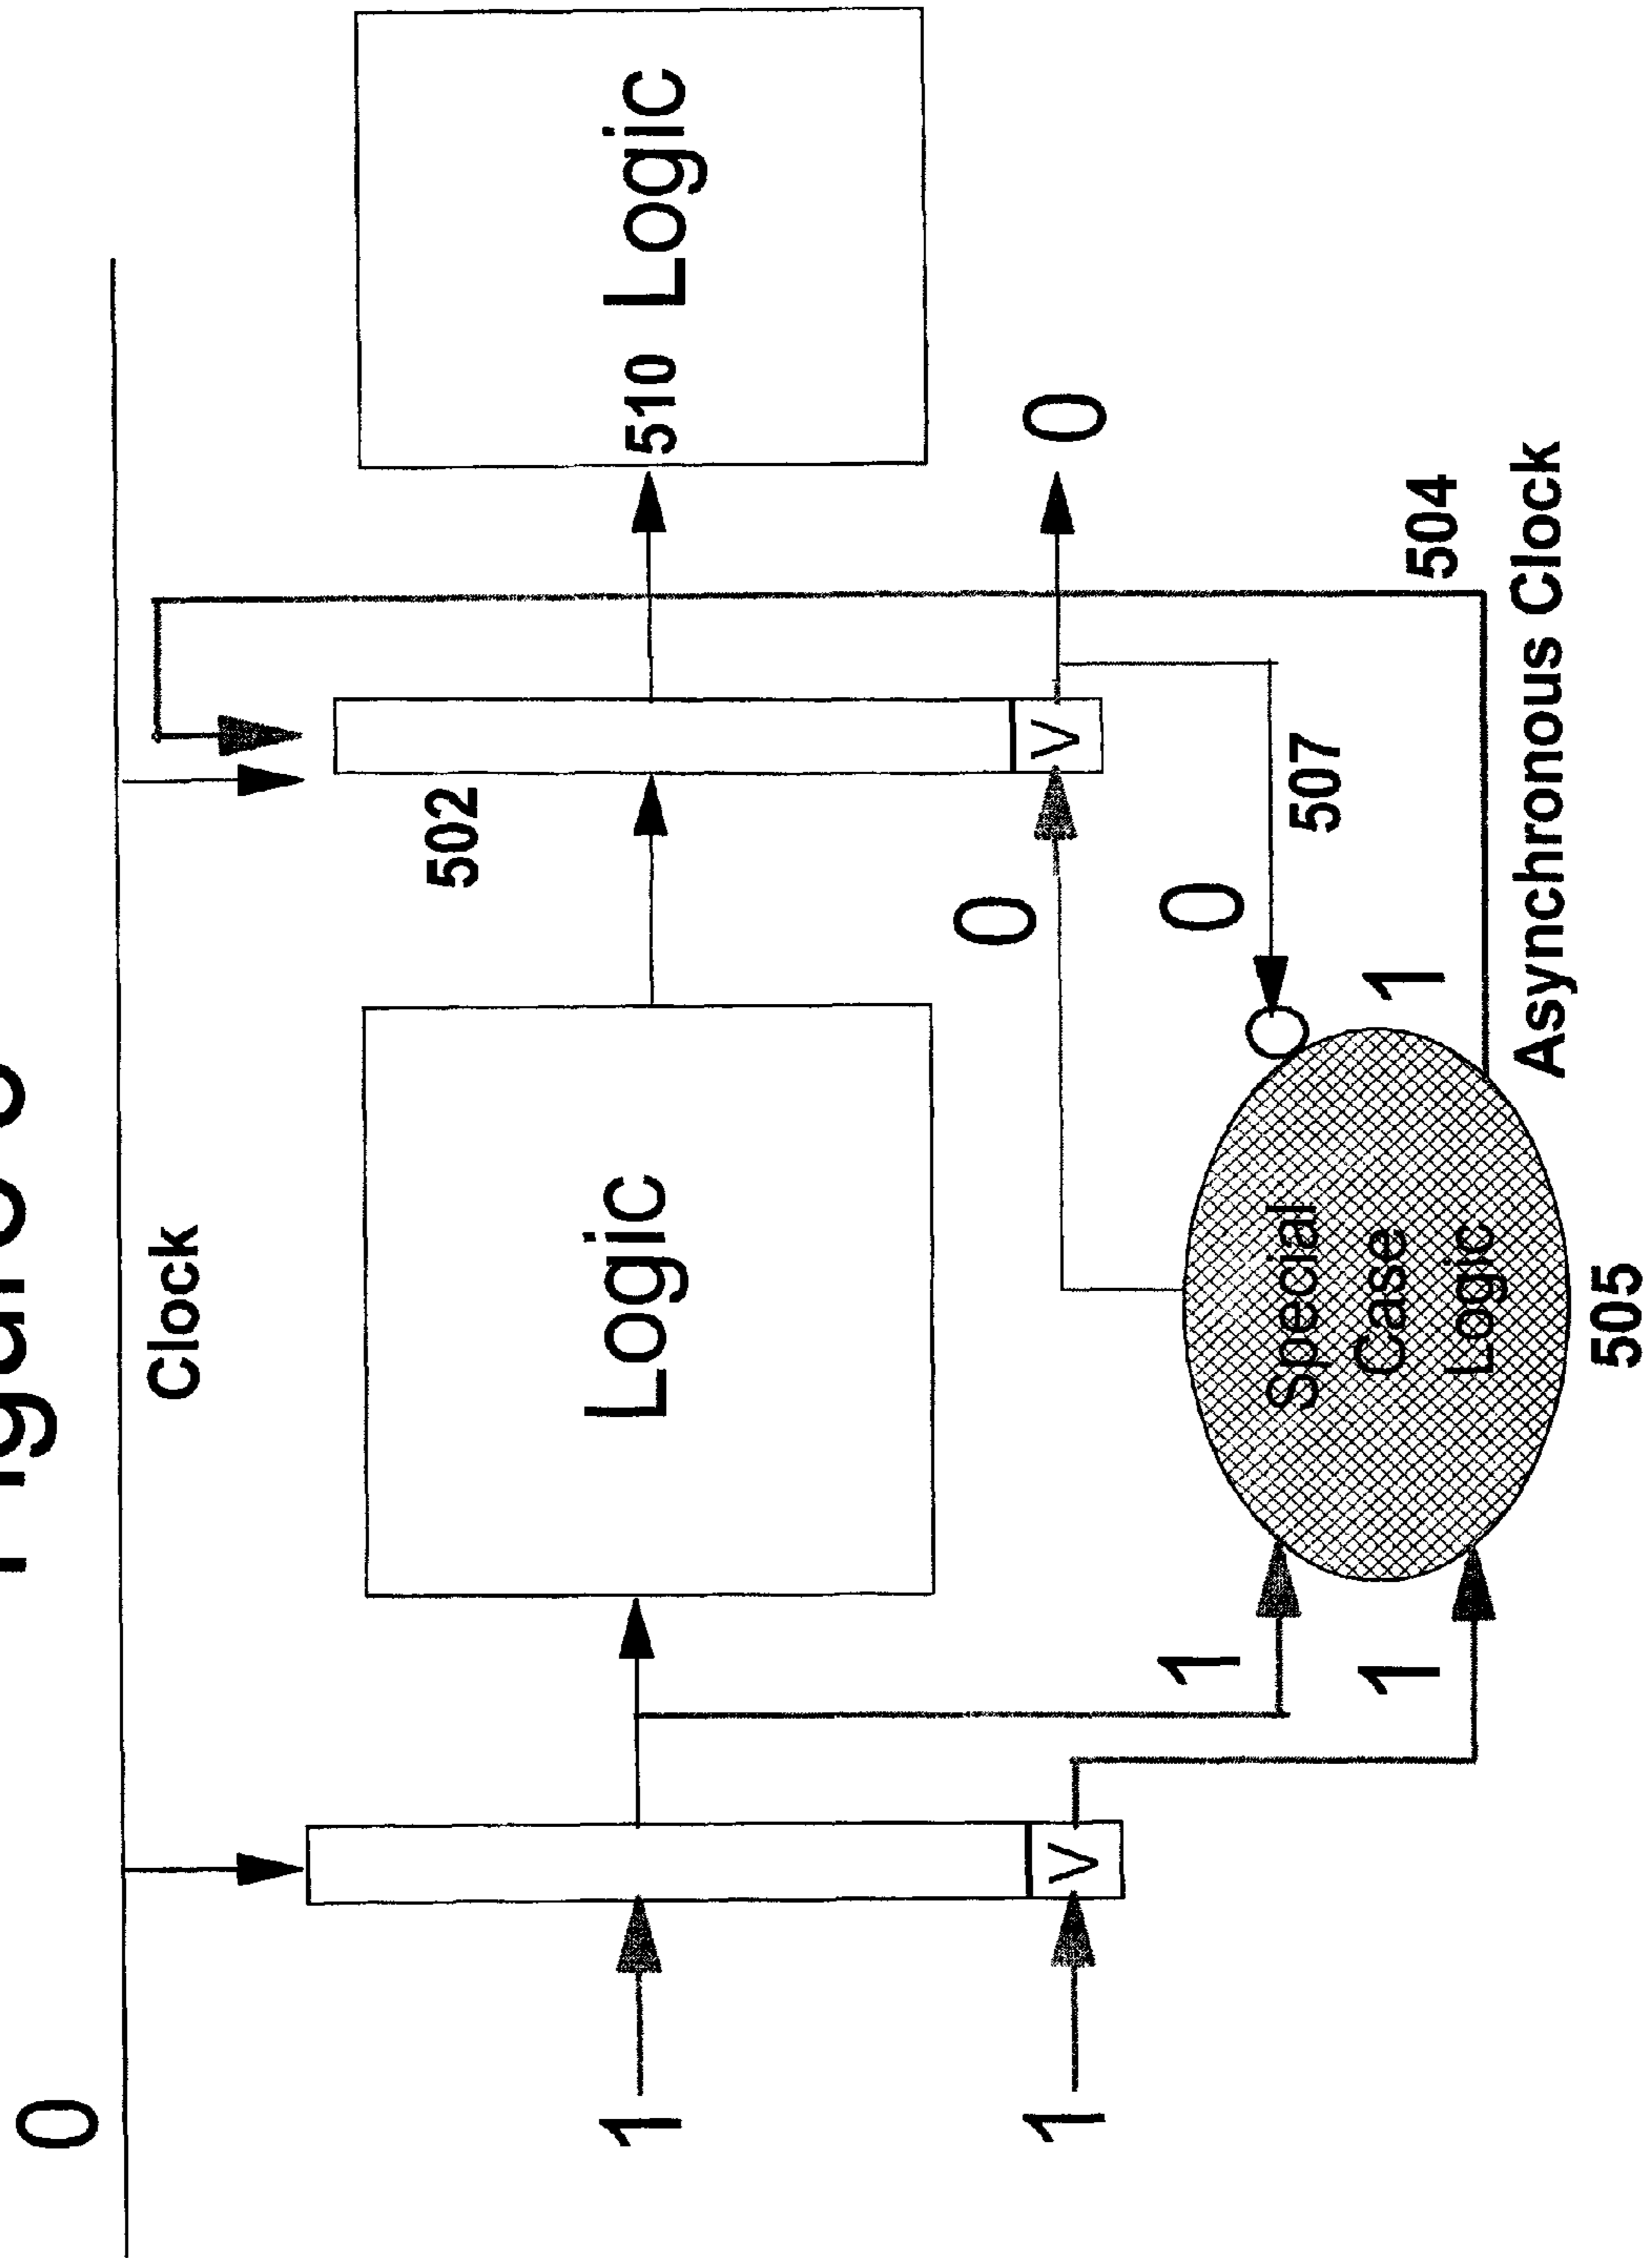 Figure
0
Clock
502
1
Logic
510 Logic
1
V
0
V
0
1
0
507
1
Special
Case
Logic
1
504
Asynchronous Clock
505